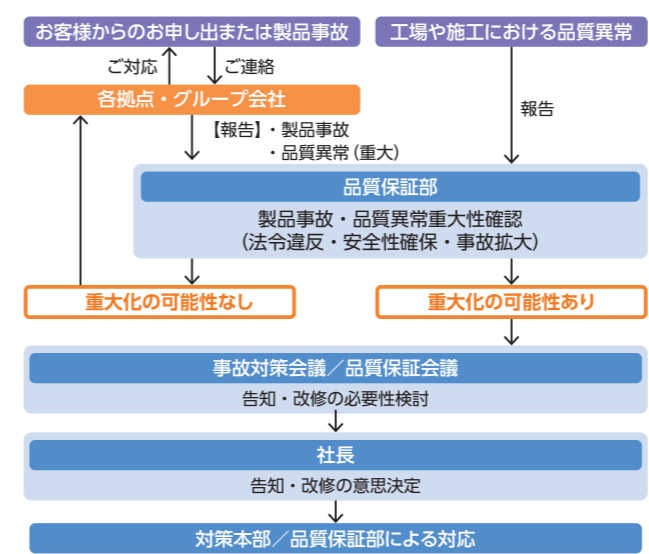 お客様からのお申し出または製品事故
工場や施工における品質異常
ご対応
ご連絡
各拠点・グループ会社
報告
【報告】・製品事故
・品質異常(重大)
品質保証部
製品事故・品質異常重大性確認
(法令違反・安全性確保・事故拡大)
重大化の可能性なし
重大化の可能性あり
事故対策会議／品質保証会議
告知・改修の必要性検討
社長
告知・改修の意思決定
対策本部／品質保証部による対応